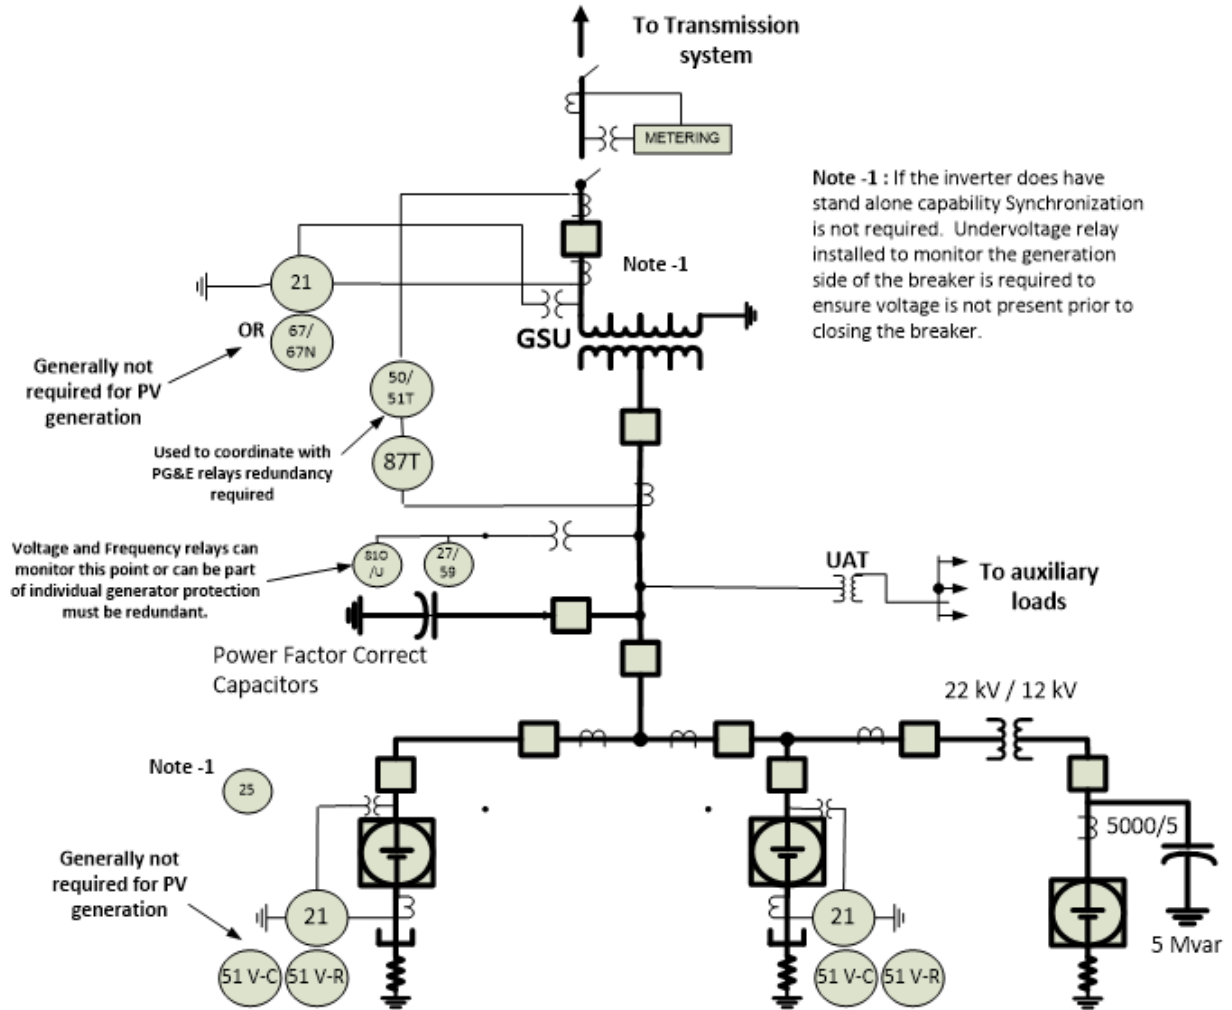 To Transmission
system
METERING
Note -1 : If the inverter does have
stand alone capability Synchronization
is not required. Undervoltage relay
installed to monitor the generation
side of the breaker is required to
ensure voltage is not present prior to
closing the breaker.
Note -1
21
OR
67/
67N
GSU
Generally not
required for PV
generation
50/
51T
Used to coordinate with
PG&E relays redundancy
required
87T
Voltage and Frequency relays can
monitor this point or can be part
of individual generator protection
must be redundant.
81O
/U
27/
59
UAT
To auxiliary
loads
Power Factor Correct
Capacitors
22 kV / 12 kV
Note -1
25
5000/5
Generally not
required for PV
generation
21
21
51 V-C
51 V-R
51 V-C
51 V-R
5 Mvar